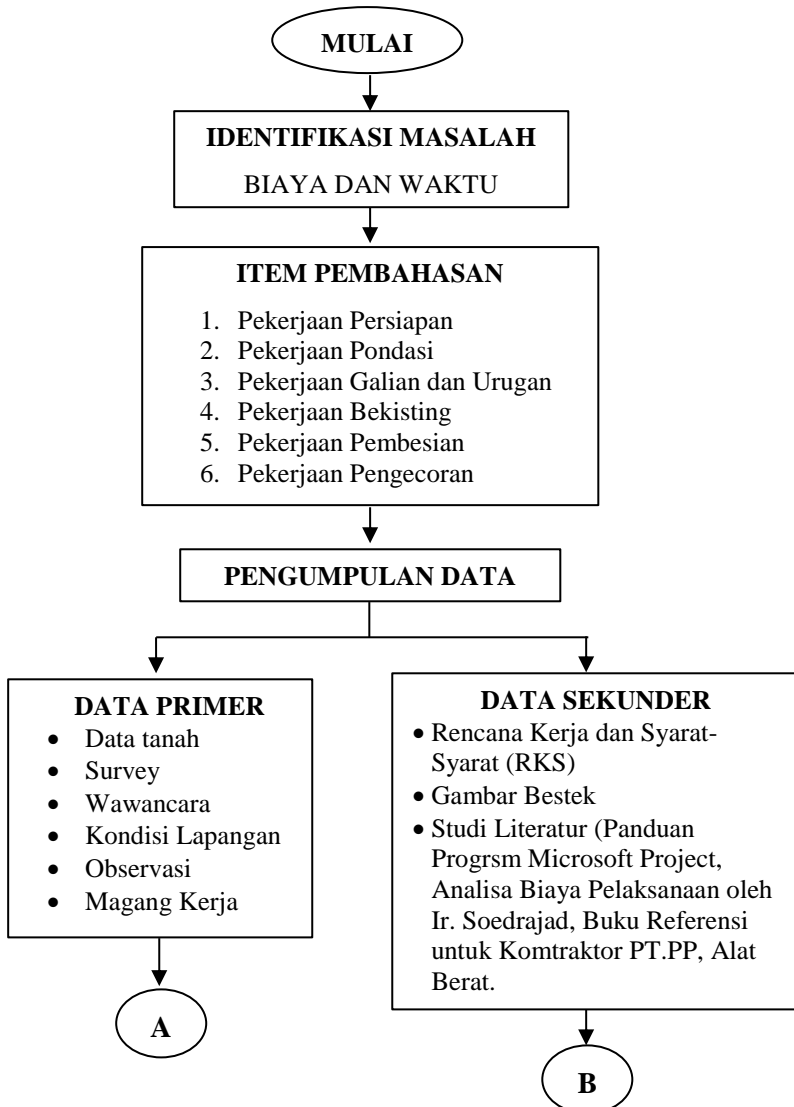 MULAI
IDENTIFIKASI MASALAH
BIAYA DAN WAKTU
ITEM PEMBAHASAN
1. Pekerjaan Persiapan
2. Pekerjaan Pondasi
3. Pekerjaan Galian dan Urugan
4. Pekerjaan Bekisting
5. Pekerjaan Pembesian
6. Pekerjaan Pengecoran
PENGUMPULAN DATA
DATA PRIMER
• Data tanah
• Survey
• Wawancara
• Kondisi Lapangan
• Observasi
• Magang Kerja
A
DATA SEKUNDER
• Rencana Kerja dan Syarat-
Syarat (RKS)
• Gambar Bestek
• Studi Literatur (Panduan
Progrsm Microsoft Project,
Analisa Biaya Pelaksanaan oleh
Ir. Soedrajad, Buku Referensi
untuk Komtraktor PT.PP, Alat
Berat.
B